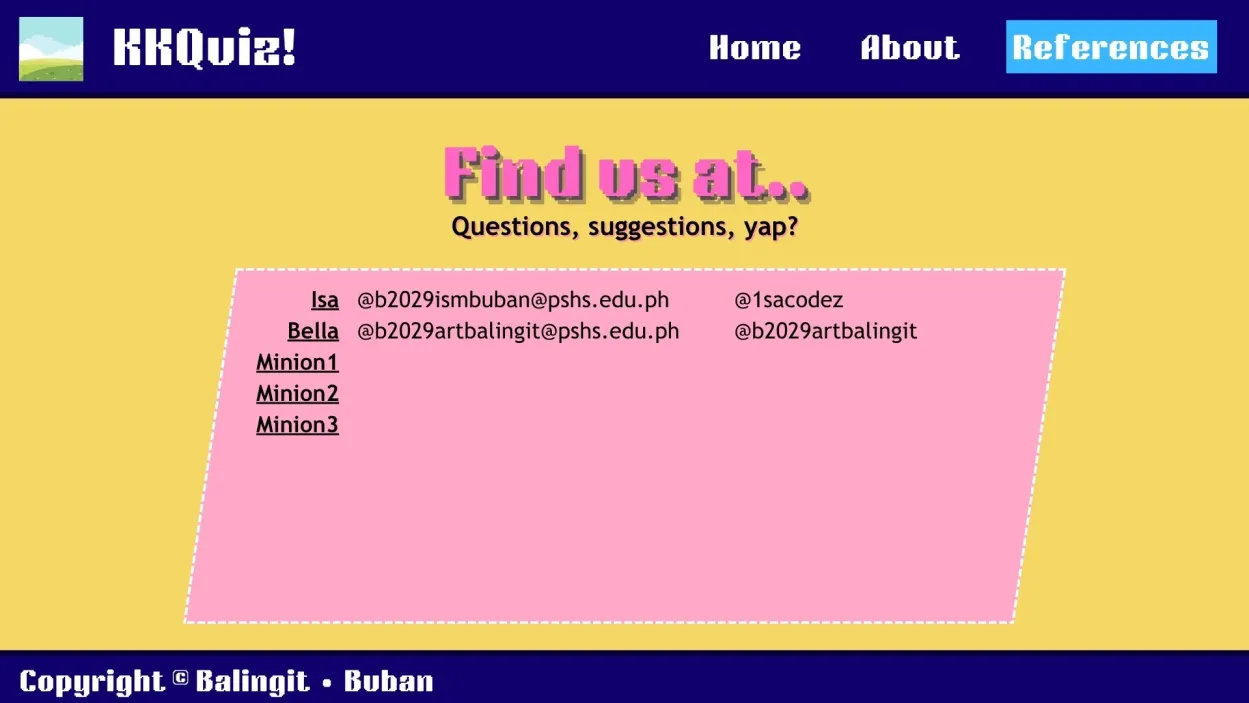 KKQuiz!
Home About References
Find us at..
Questions, suggestions, yap?
Isa @b2029ismbuban@pshs.edu.ph @1sacodez
Bella @b2029artbalingit@pshs.edu.ph @b2029artbalingit
Minion1
Minion2
Minion3
Copyright © Balingit • Buban